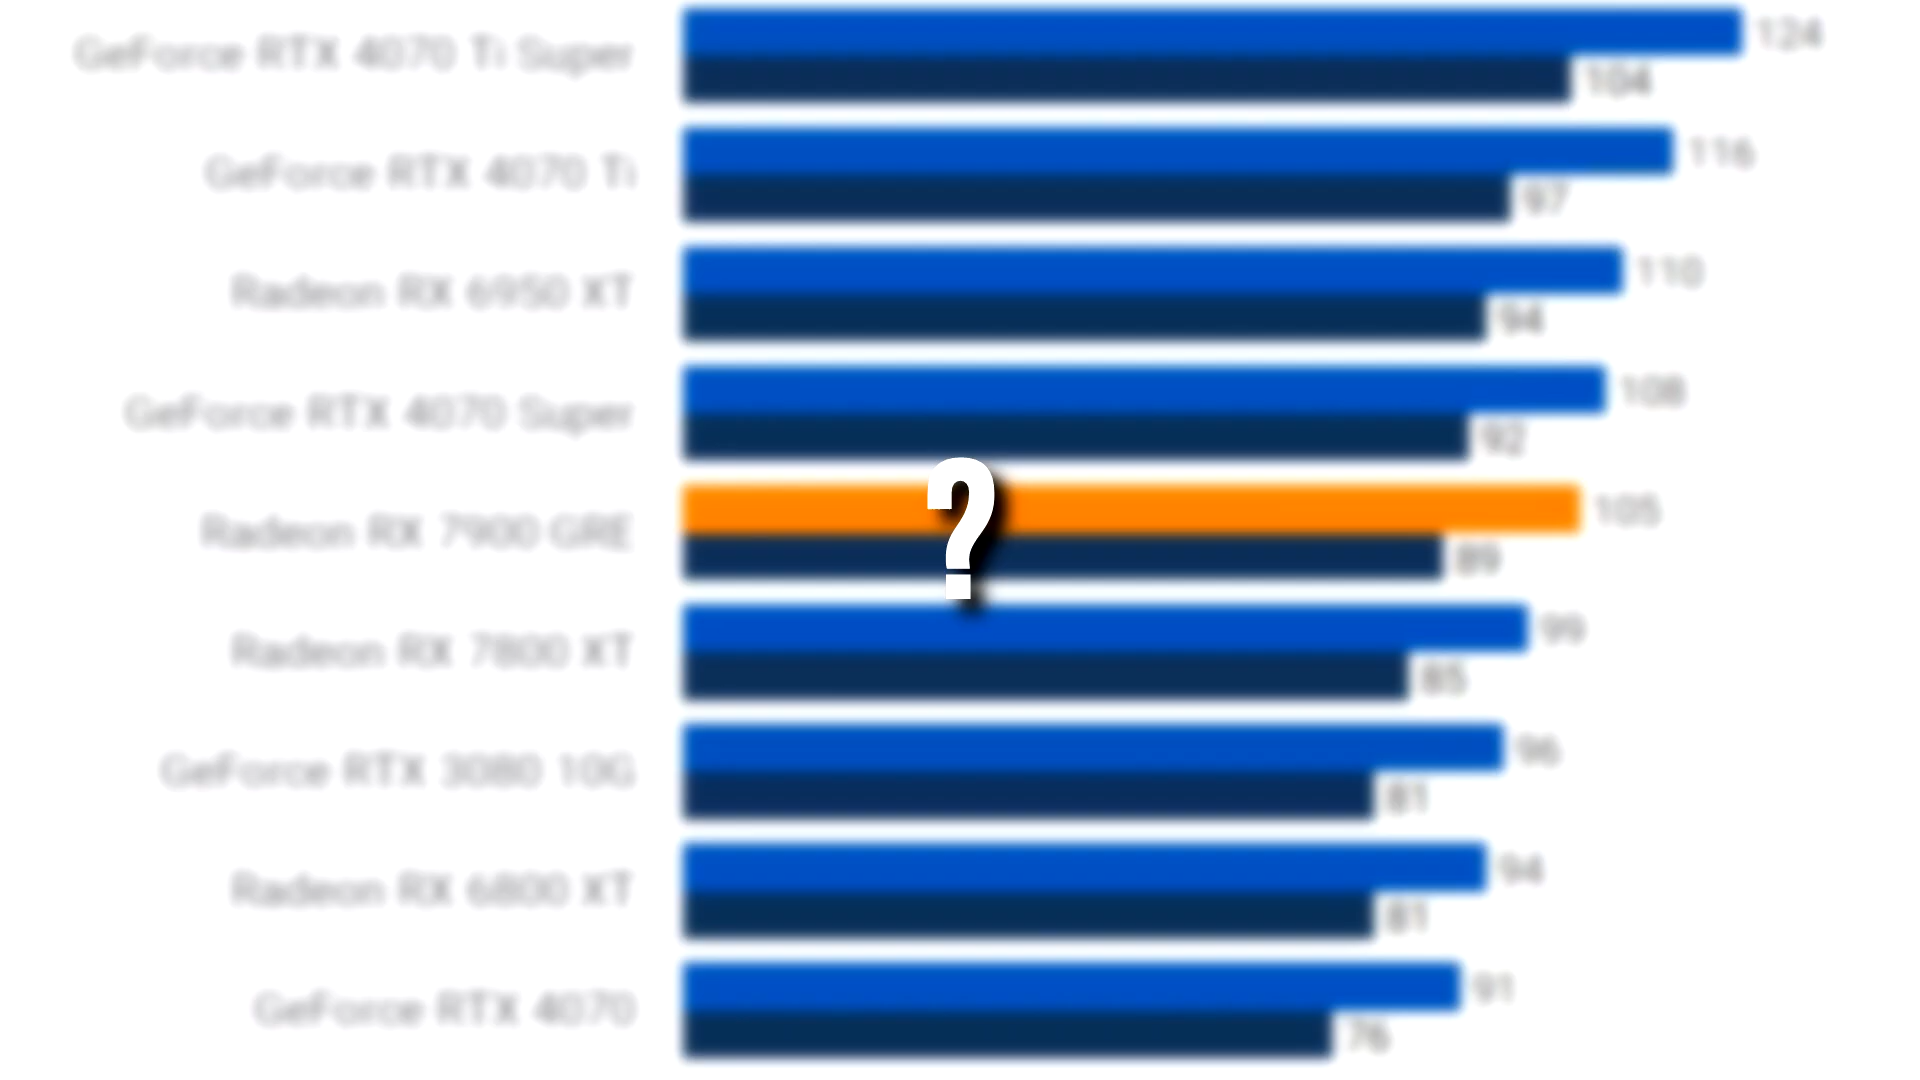 GeForce RTX 4070 Ti Super
124
104
GeForce RTX 4070 Ti
116
97
Radeon RX 6950 XT
110
94
GeForce RTX 4070 Super
108
92
Radeon RX 7900 GRE
105
89
?
Radeon RX 7800 XT
99
85
GeForce RTX 3080 10G
96
81
Radeon RX 6800 XT
94
81
GeForce RTX 4070
91
76